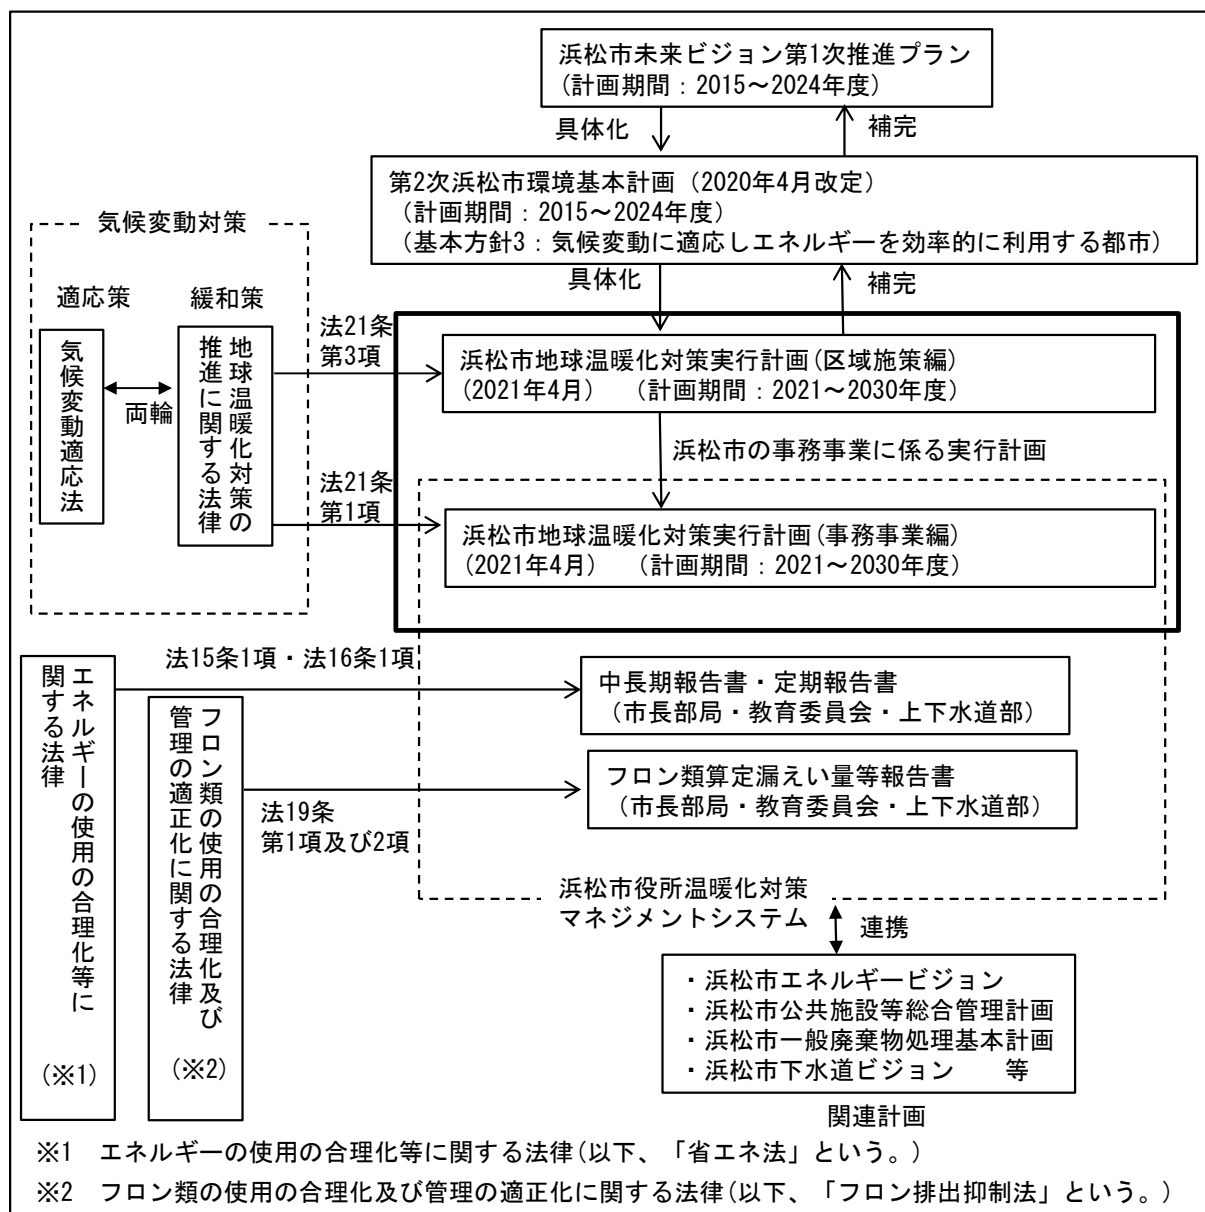 浜松市未来ビジョン第1次推進プラン
(計画期間：2015～2024年度)
具体化
補完
第2次浜松市環境基本計画 (2020年4月改定)
(計画期間：2015～2024年度)
(基本方針3：気候変動に適応しエネルギーを効率的に利用する都市)
具体化
補完
気候変動対策
適応策
緩和策
気候変動適応法
両輪
地球温暖化対策の
推進に関する法律
法21条
第3項
浜松市地球温暖化対策実行計画(区域施策編)
(2021年4月)　(計画期間：2021～2030年度)
浜松市の事務事業に係る実行計画
法21条
第1項
浜松市地球温暖化対策実行計画(事務事業編)
(2021年4月)　(計画期間：2021～2030年度)
エネルギーの使用の合理化等に
関する法律
(※1)
法15条1項・法16条1項
中長期報告書・定期報告書
(市長部局・教育委員会・上下水道部)
フロン類の使用の合理化及び
管理の適正化に関する法律
(※2)
法19条
第1項及び2項
フロン類算定漏えい量等報告書
(市長部局・教育委員会・上下水道部)
浜松市役所温暖化対策
マネジメントシステム
連携
・浜松市エネルギービジョン
・浜松市公共施設等総合管理計画
・浜松市一般廃棄物処理基本計画
・浜松市下水道ビジョン　等
関連計画
※1　エネルギーの使用の合理化等に関する法律(以下、「省エネ法」という。)
※2　フロン類の使用の合理化及び管理の適正化に関する法律(以下、「フロン排出抑制法」という。)